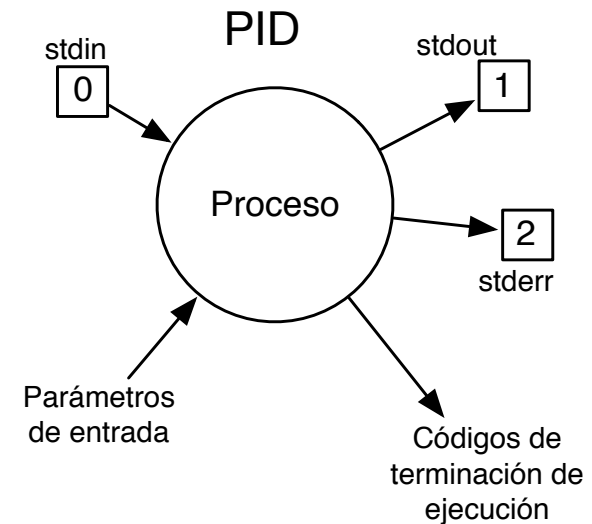 PID
stdin
0
stdout
1
Proceso
2
stderr
Parámetros
de entrada
Códigos de
terminación de
ejecución